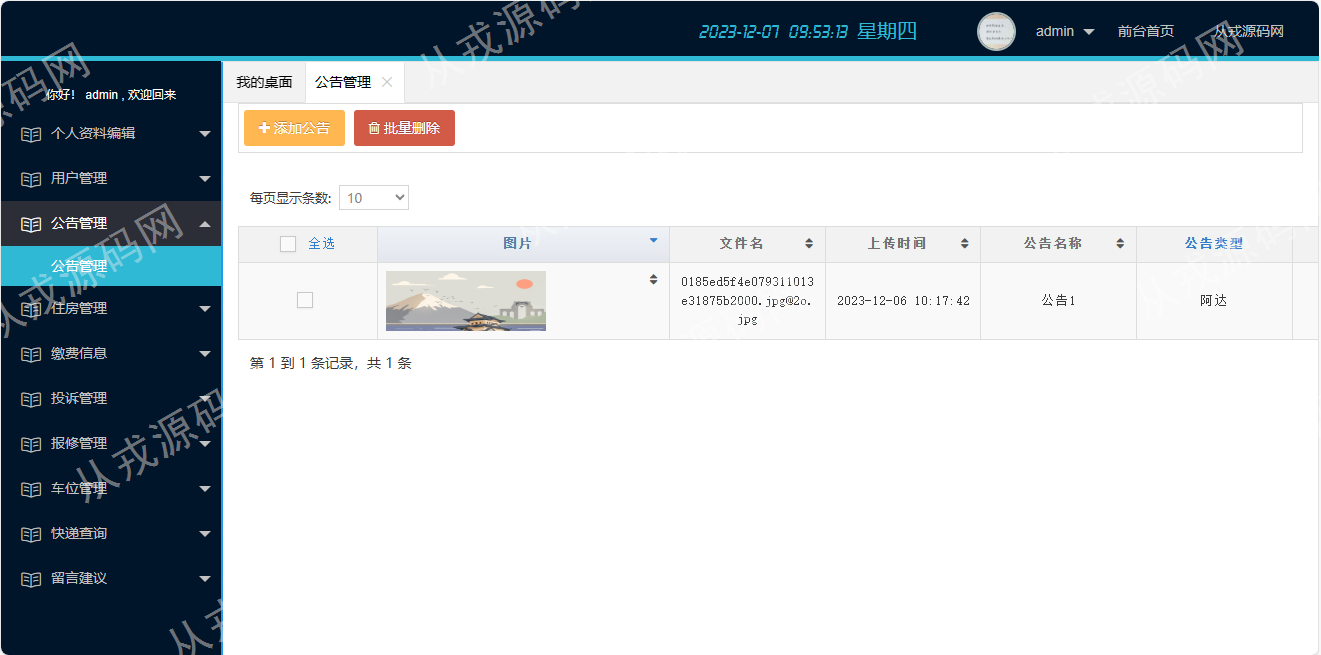 2023-12-07 09:53:13 星期四
admin
前台首页
从戎源码网
你好! admin , 欢迎回来
个人资料编辑
用户管理
公告管理
公告管理
住房管理
缴费信息
投诉管理
报修管理
车位管理
快递查询
留言建议
我的桌面
公告管理
添加公告
批量删除
每页显示条数: 10
全选 图片 文件名 上传时间 公告名称 公告类型
0185ed5f4e079311013
e31875b2000.jpg@2o.
jpg
2023-12-06 10:17:42
公告1
阿达
第 1 到 1 条记录，共 1 条
从戎源码网
从戎源码网
从戎源码网
从戎源码网
从戎源码